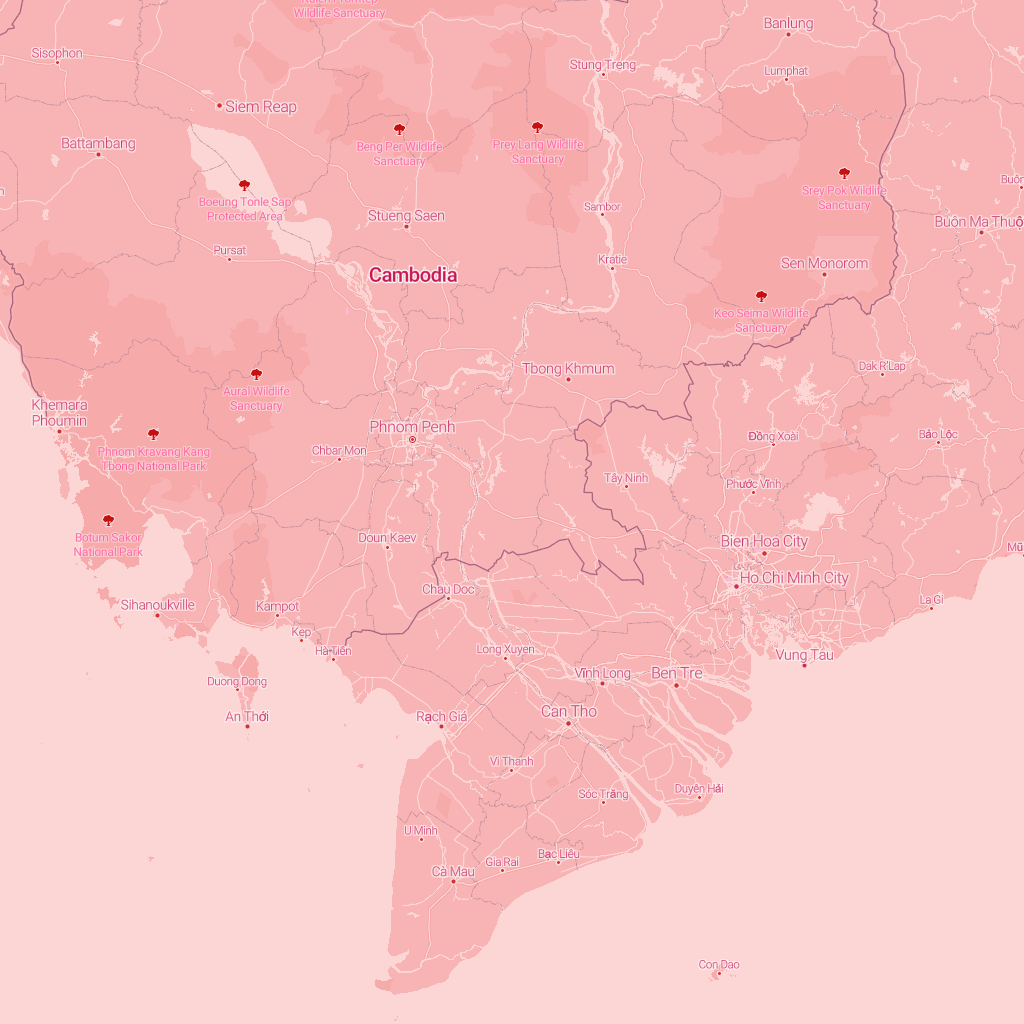 Wildlife Sanctuary
Banlung
Sisophon
Stung Treng
Lumphat
Siem Reap
Battambang
Beng Per Wildlife
Sanctuary
Prey Lang Wildlife
Sanctuary
Srey Pok Wildlife
Sanctuary
Boeung Tonle Sap
Protected Area
Stueng Saen
Sambor
Buôn Ma Thuộ
Pursat
Kratie
Cambodia
Sen Monorom
Keo Seima Wildlife
Sanctuary
Tbong Khmum
Dak R'Lap
Aural Wildlife
Sanctuary
Khemara
Phoumin
Phnom Penh
Phnom Kravang Kang
Tbong National Park
Chbar Mon
Đồng Xoài
Bảo Lộc
Tây Ninh
Phước Vĩnh
Botum Sakor
National Park
Doun Kaev
Bien Hoa City
Mũ
Chau Doc
Ho Chi Minh City
Sihanoukville
Kampot
La Gi
Kep
Hà Tiên
Long Xuyen
Vung Tau
Duong Dong
Vĩnh Long
Ben Tre
An Thới
Rạch Giá
Can Tho
Vi Thanh
Sóc Trăng
Duyên Hải
U Minh
Gia Rai
Bạc Liêu
Cà Mau
Con Dao